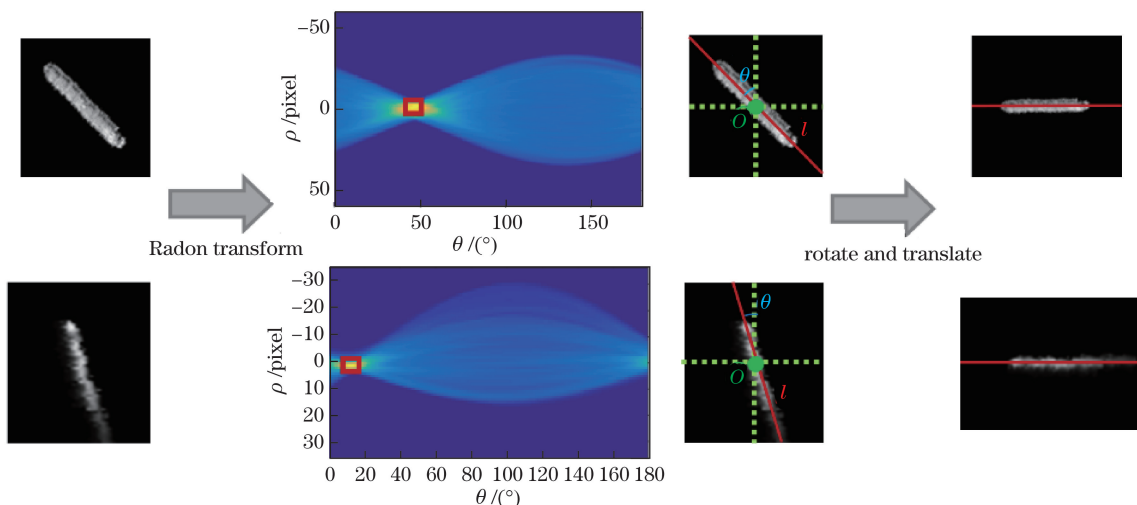 −50
0
50
ρ /pixel
0
50
100
150
θ /(°)
θ
O
l
Radon transform
rotate and translate
−30
−20
−10
0
10
20
30
ρ /pixel
0
20
40
60
80
100
120
140
160
180
θ /(°)
θ
O
l